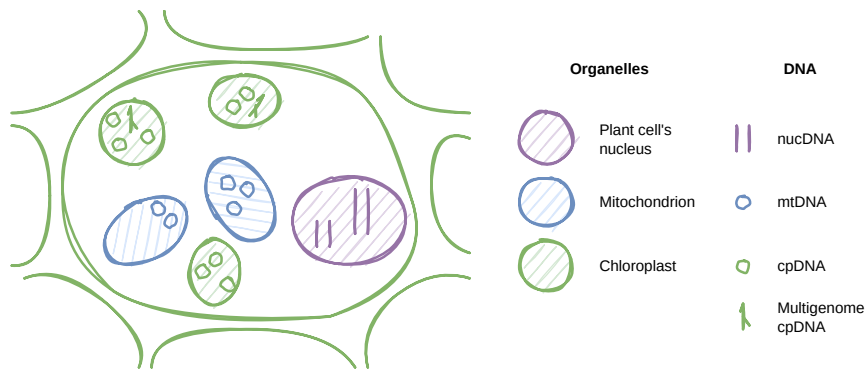 Organelles
DNA
Plant cell's
nucleus
nucDNA
Mitochondrion
mtDNA
Chloroplast
cpDNA
Multigenome
cpDNA